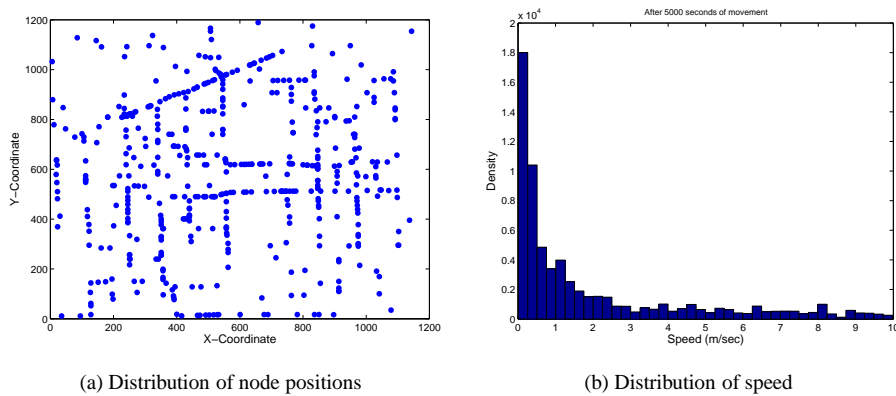 1200
1000
800
600
400
200
0
Y−Coordinate
0 200 400 600 800 1000 1200
X−Coordinate
(a) Distribution of node positions
After 5000 seconds of movement
x 10^4
2
1.8
1.6
1.4
1.2
1
0.8
0.6
0.4
0.2
0
Density
0 1 2 3 4 5 6 7 8 9 10
Speed (m/sec)
(b) Distribution of speed